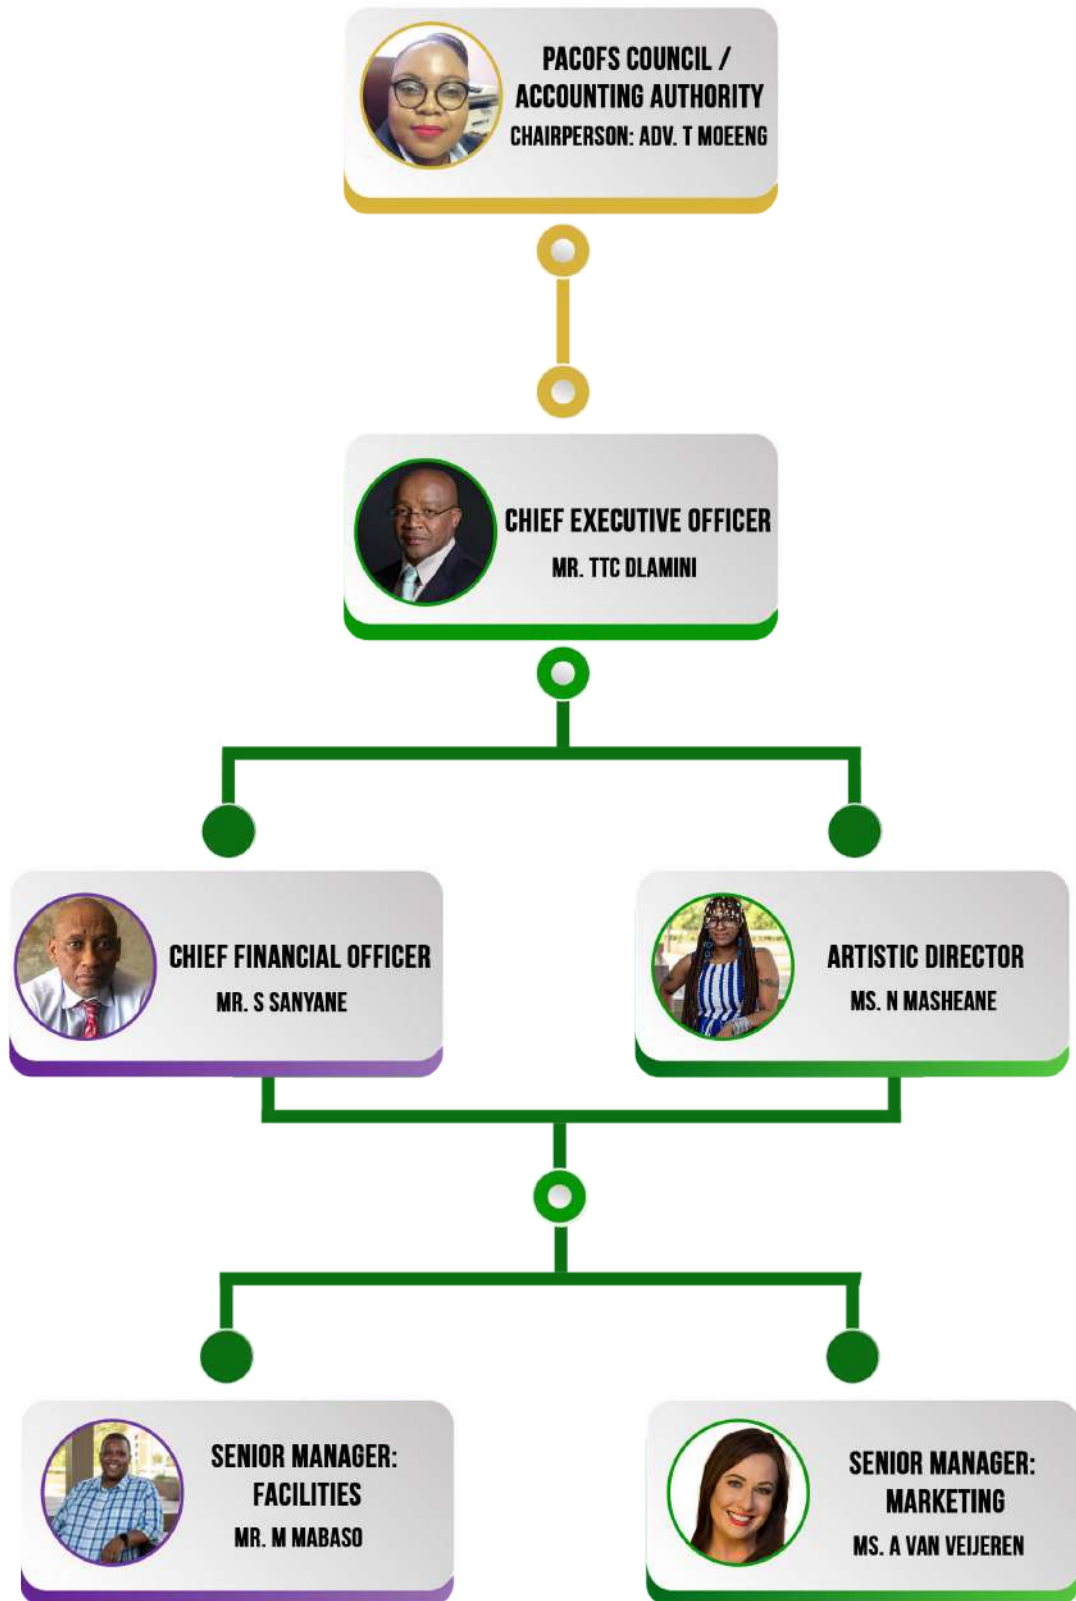 PACOFS COUNCIL /
ACCOUNTING AUTHORITY
CHAIRPERSON: ADV. T MOEENG
CHIEF EXECUTIVE OFFICER
MR. TTC DLAMINI
CHIEF FINANCIAL OFFICER
MR. S SANYANE
ARTISTIC DIRECTOR
MS. N MASHEANE
SENIOR MANAGER:
FACILITIES
MR. M MABASO
SENIOR MANAGER:
MARKETING
MS. A VAN VEIJEREN